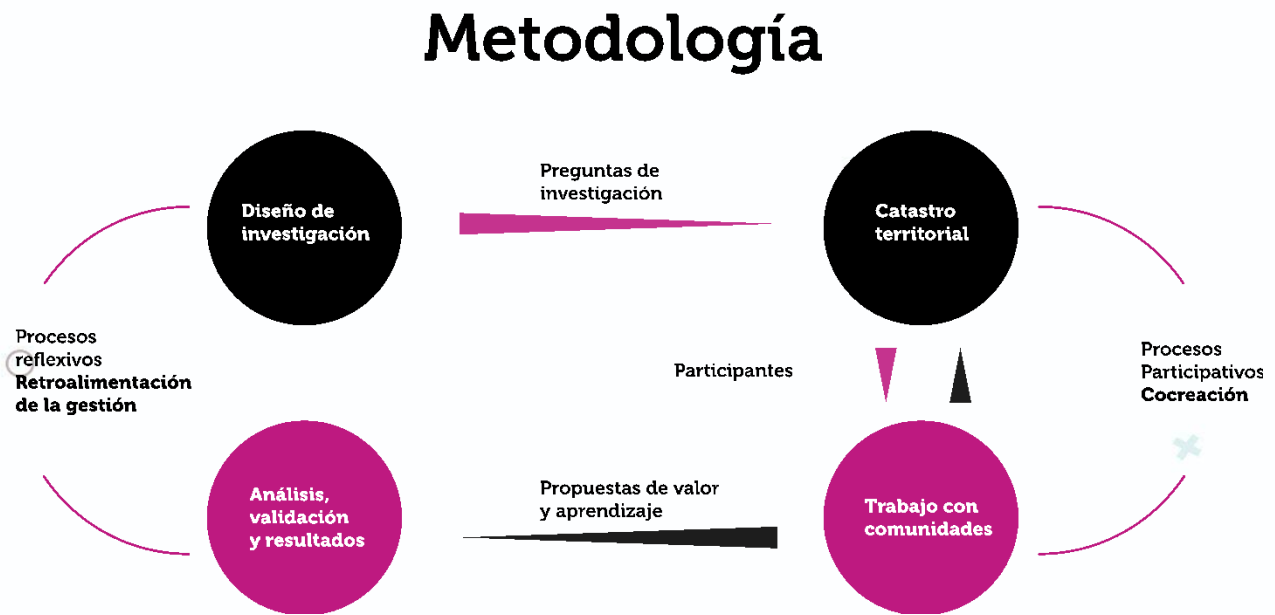 Metodología
Diseño de
investigación
Preguntas de
investigación
Catastro
territorial
Procesos
reflexivos
Retroalimentación
de la gestión
Participantes
Procesos
Participativos
Cocreación
Análisis,
validación
y resultados
Propuestas de valor
y aprendizaje
Trabajo con
comunidades